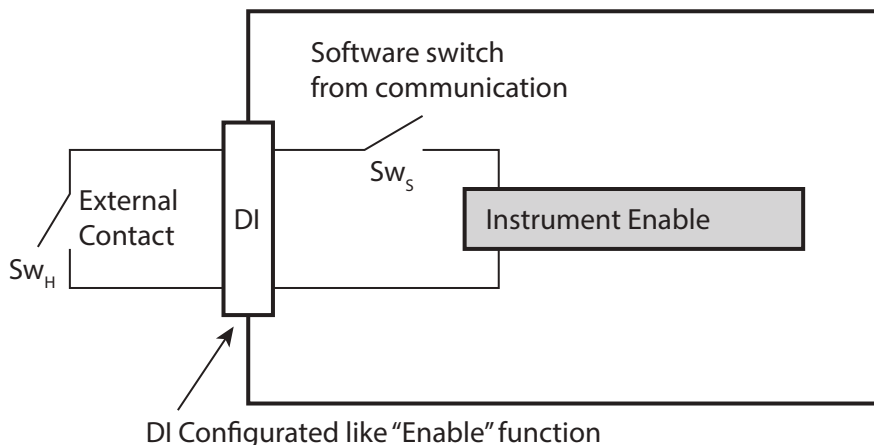 Software switch
from communication
Sw_S
External
Contact
DI
Instrument Enable
Sw_H
DI Configurated like “Enable” function